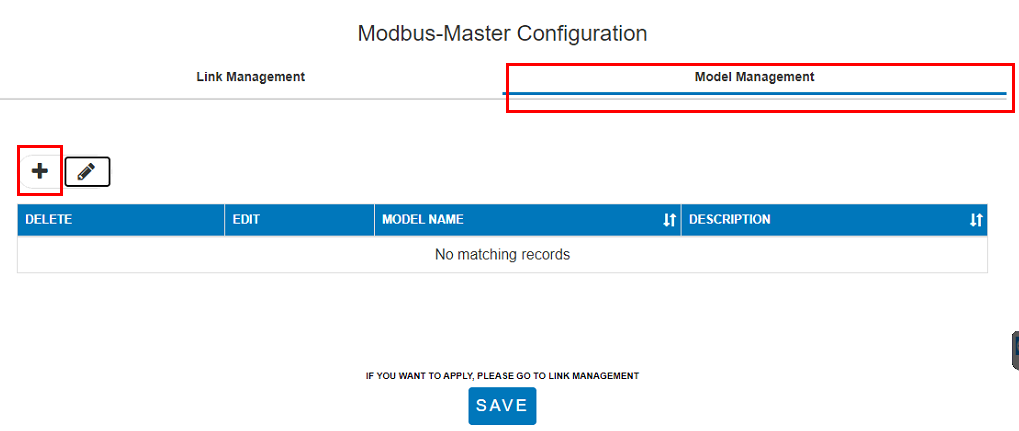 Modbus-Master Configuration
Link Management Model Management
DELETE EDIT MODEL NAME DESCRIPTION
No matching records
IF YOU WANT TO APPLY, PLEASE GO TO LINK MANAGEMENT
SAVE